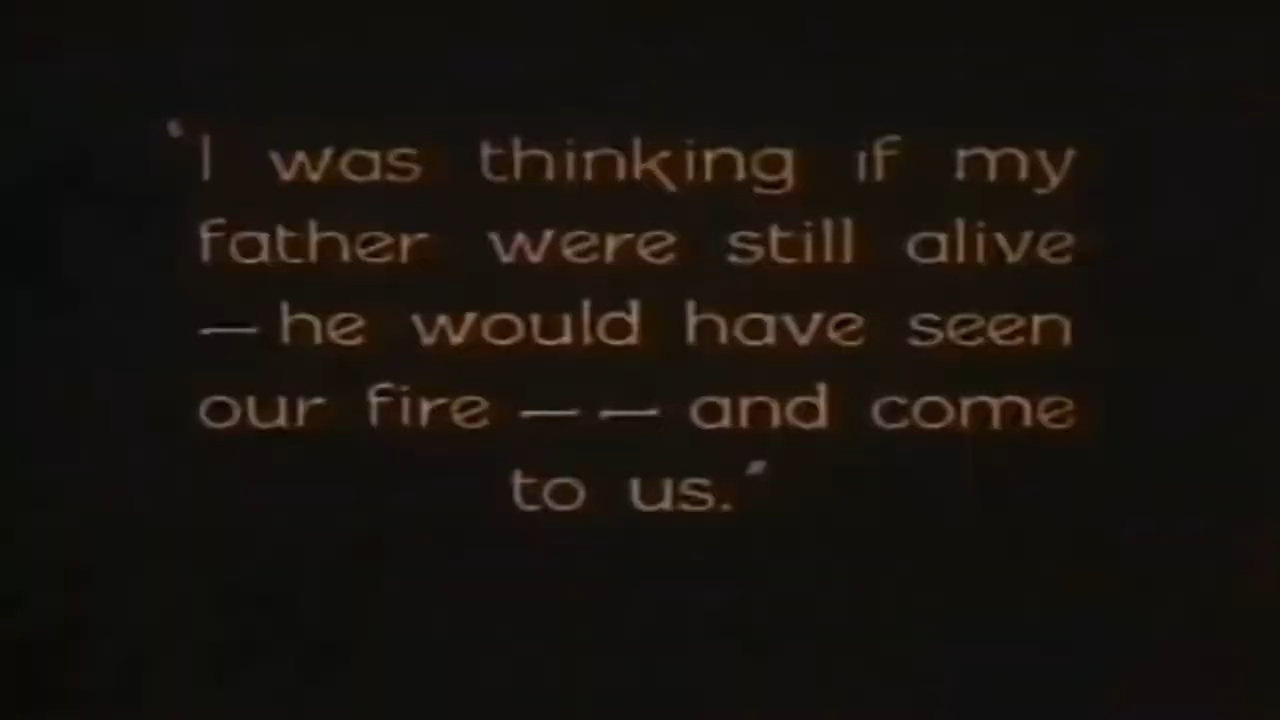 "I was thinking if my
father were still alive
— he would have seen
our fire — — and come
to us."